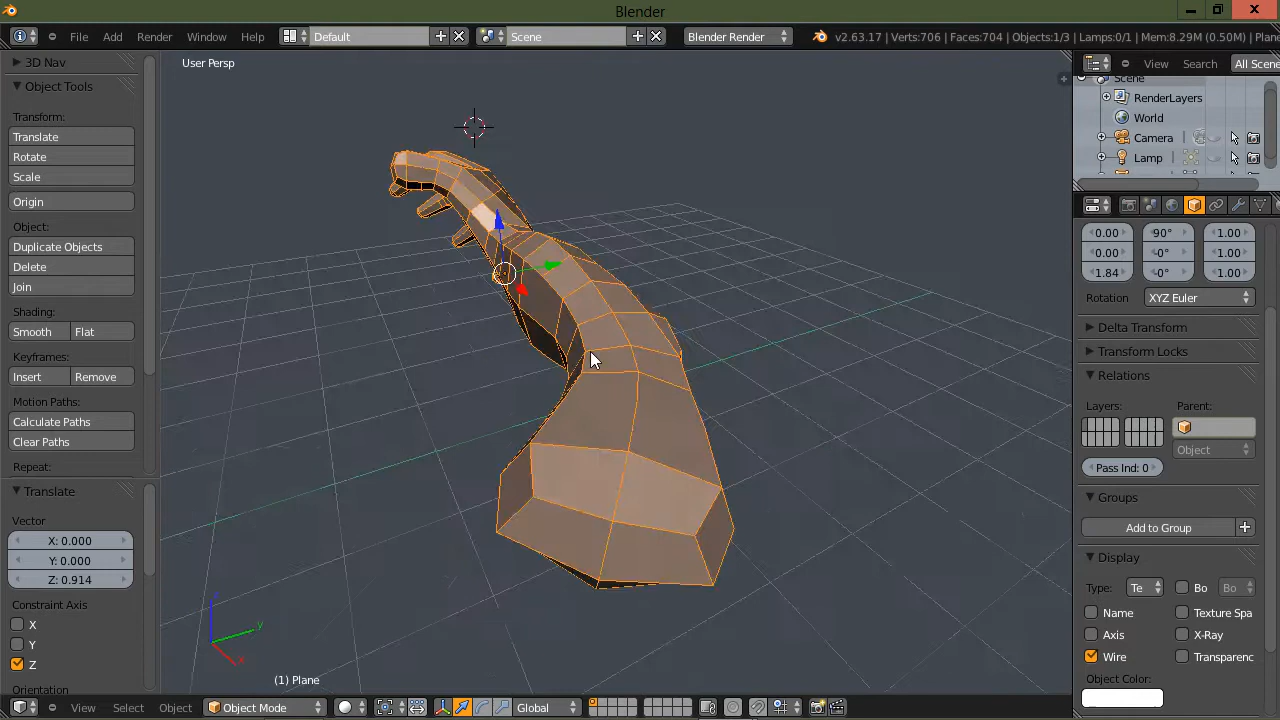 Blender
File Add Render Window Help Default Scene Blender Render v2.63.17 | Verts:706 | Faces:704 | Objects:1/3 | Lamps:0/1 | Mem:8.29M (0.50M) | Plane
3D Nav
Object Tools
Transform:
Translate
Rotate
Scale
Origin
Object:
Duplicate Objects
Delete
Join
Shading:
Smooth Flat
Keyframes:
Insert Remove
Motion Paths:
Calculate Paths
Clear Paths
Repeat:
Translate
Vector
X: 0.000
Y: 0.000
Z: 0.914
Constraint Axis
X
Y
Z
Orientation
User Persp
z
y
x
(1) Plane
View Select Object Object Mode Global
View Search All Scene
Scene
RenderLayers
World
Camera
Lamp
0.00 90° 1.00
0.00 -0° 1.00
1.84 -0° 1.00
Rotation XYZ Euler
Delta Transform
Transform Locks
Relations
Layers: Parent:
Object
Pass Ind: 0
Groups
Add to Group
Display
Type: Te Bo Bo
Name Texture Spa
Axis X-Ray
Wire Transparenc
Object Color: